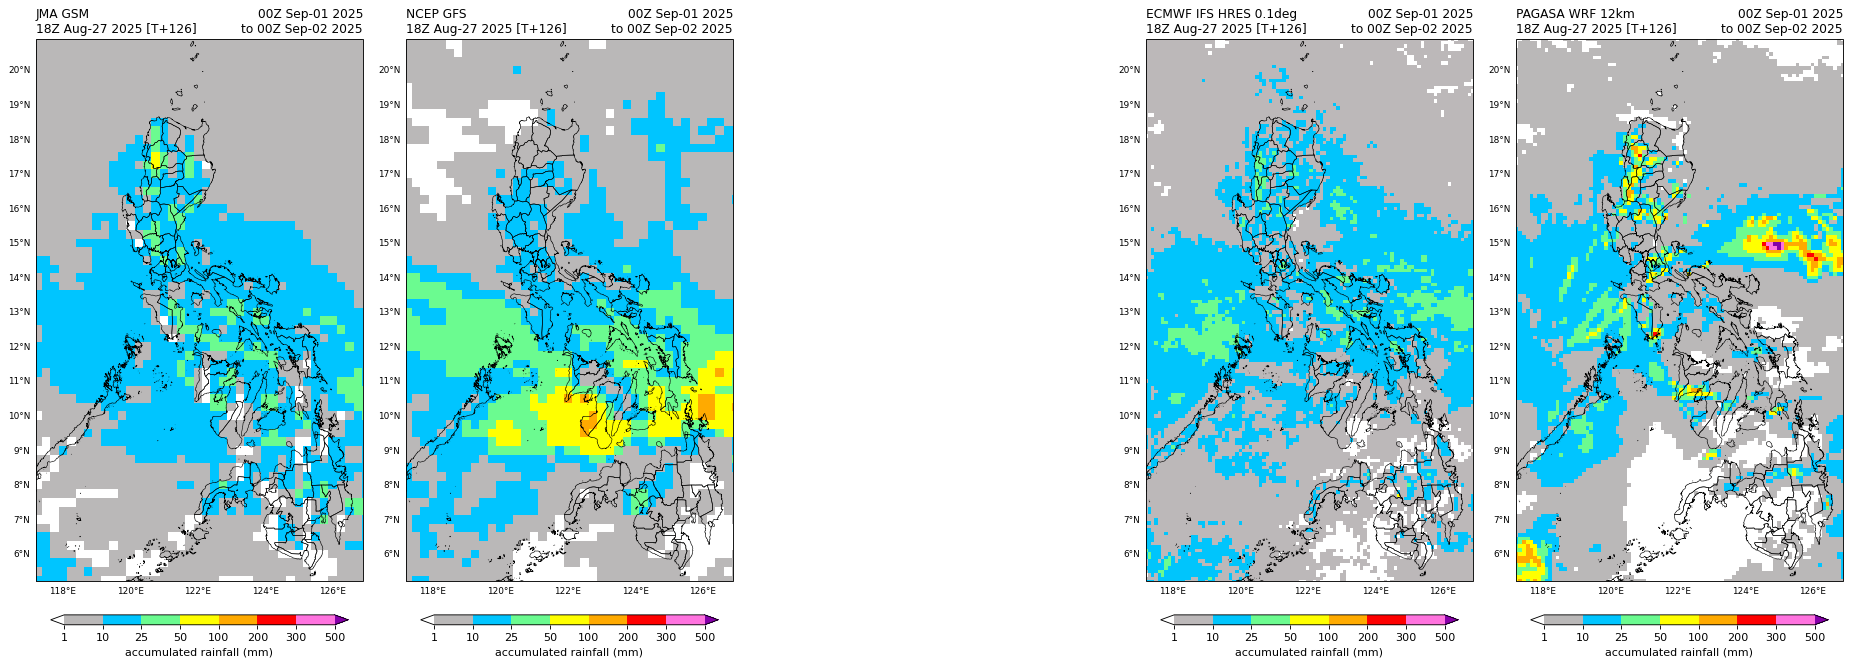 JMA GSM 00Z Sep-01 2025
18Z Aug-27 2025 [T+126] to 00Z Sep-02 2025
20°N
19°N
18°N
17°N
16°N
15°N
14°N
13°N
12°N
11°N
10°N
9°N
8°N
7°N
6°N
118°E 120°E 122°E 124°E 126°E
1 10 25 50 100 200 300 500
accumulated rainfall (mm)
NCEP GFS 00Z Sep-01 2025
18Z Aug-27 2025 [T+126] to 00Z Sep-02 2025
20°N
19°N
18°N
17°N
16°N
15°N
14°N
13°N
12°N
11°N
10°N
9°N
8°N
7°N
6°N
118°E 120°E 122°E 124°E 126°E
1 10 25 50 100 200 300 500
accumulated rainfall (mm)
ECMWF IFS HRES 0.1deg 00Z Sep-01 2025
18Z Aug-27 2025 [T+126] to 00Z Sep-02 2025
20°N
19°N
18°N
17°N
16°N
15°N
14°N
13°N
12°N
11°N
10°N
9°N
8°N
7°N
6°N
118°E 120°E 122°E 124°E 126°E
1 10 25 50 100 200 300 500
accumulated rainfall (mm)
PAGASA WRF 12km 00Z Sep-01 2025
18Z Aug-27 2025 [T+126] to 00Z Sep-02 2025
20°N
19°N
18°N
17°N
16°N
15°N
14°N
13°N
12°N
11°N
10°N
9°N
8°N
7°N
6°N
118°E 120°E 122°E 124°E 126°E
1 10 25 50 100 200 300 500
accumulated rainfall (mm)